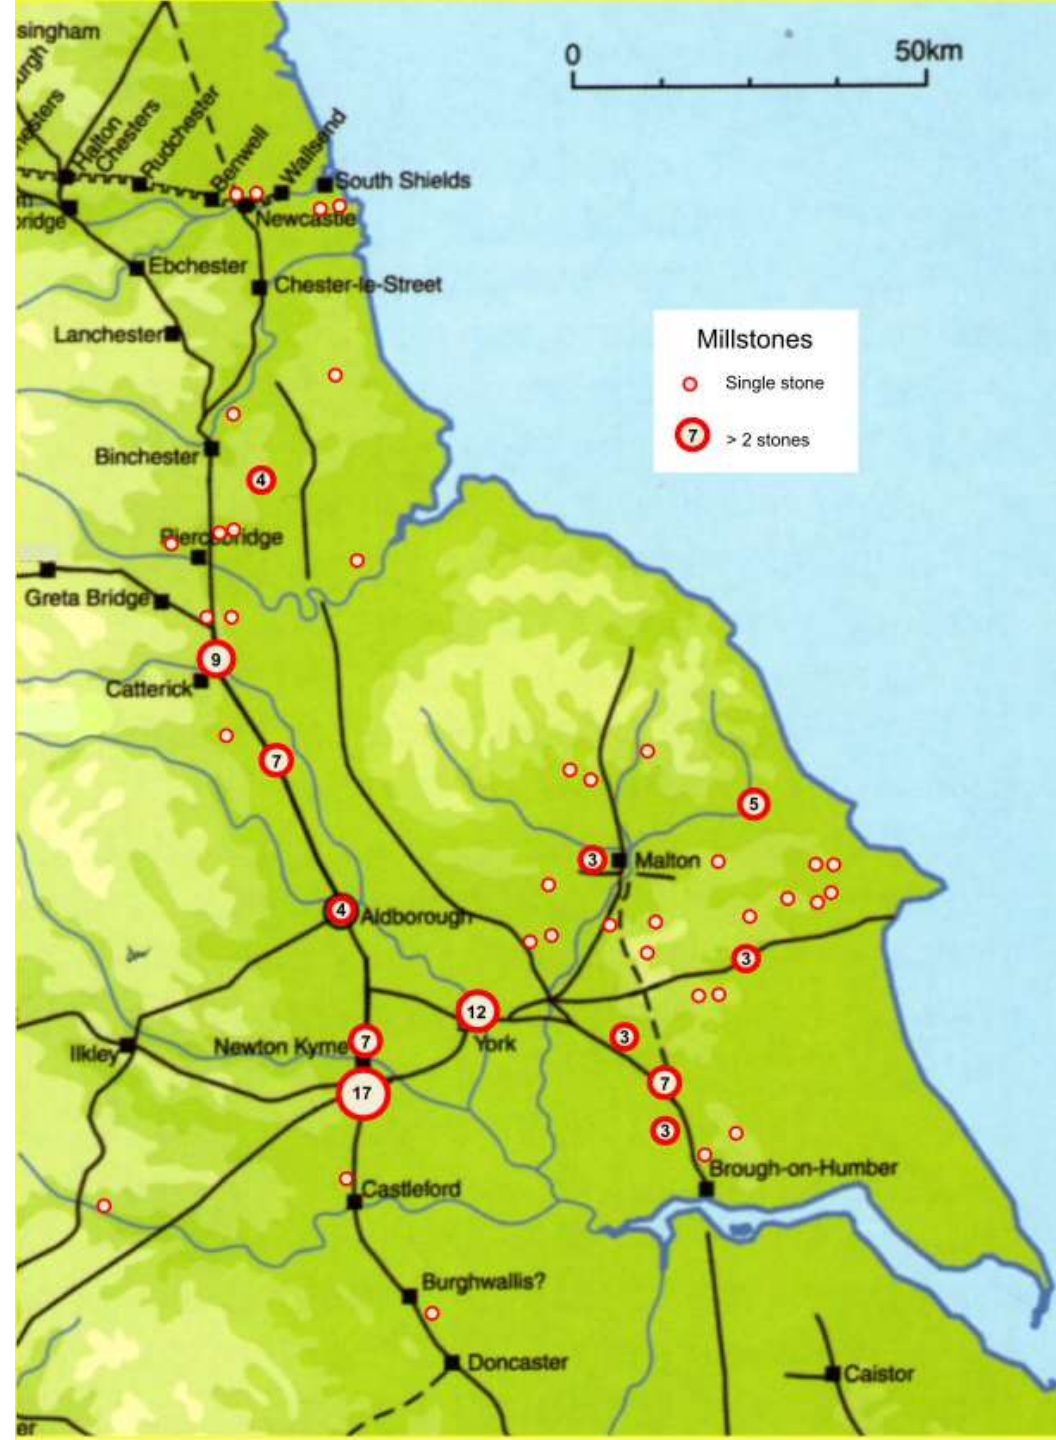 singham
0 50km
Halton
Chesters
Rudchester
Benwell
Wallsend
South Shields
Newcastle
Ebchester
Chester-le-Street
Lanchester
Millstones
Single stone
7 > 2 stones
Binchester
4
Piercebridge
Greta Bridge
9
Catterick
7
5
3
Malton
4
Aldborough
3
12
York
3
7
Newton Kyme
Ilkley
7
17
3
Brough-on-Humber
Castleford
Burghwallis?
Doncaster
Caistor
er